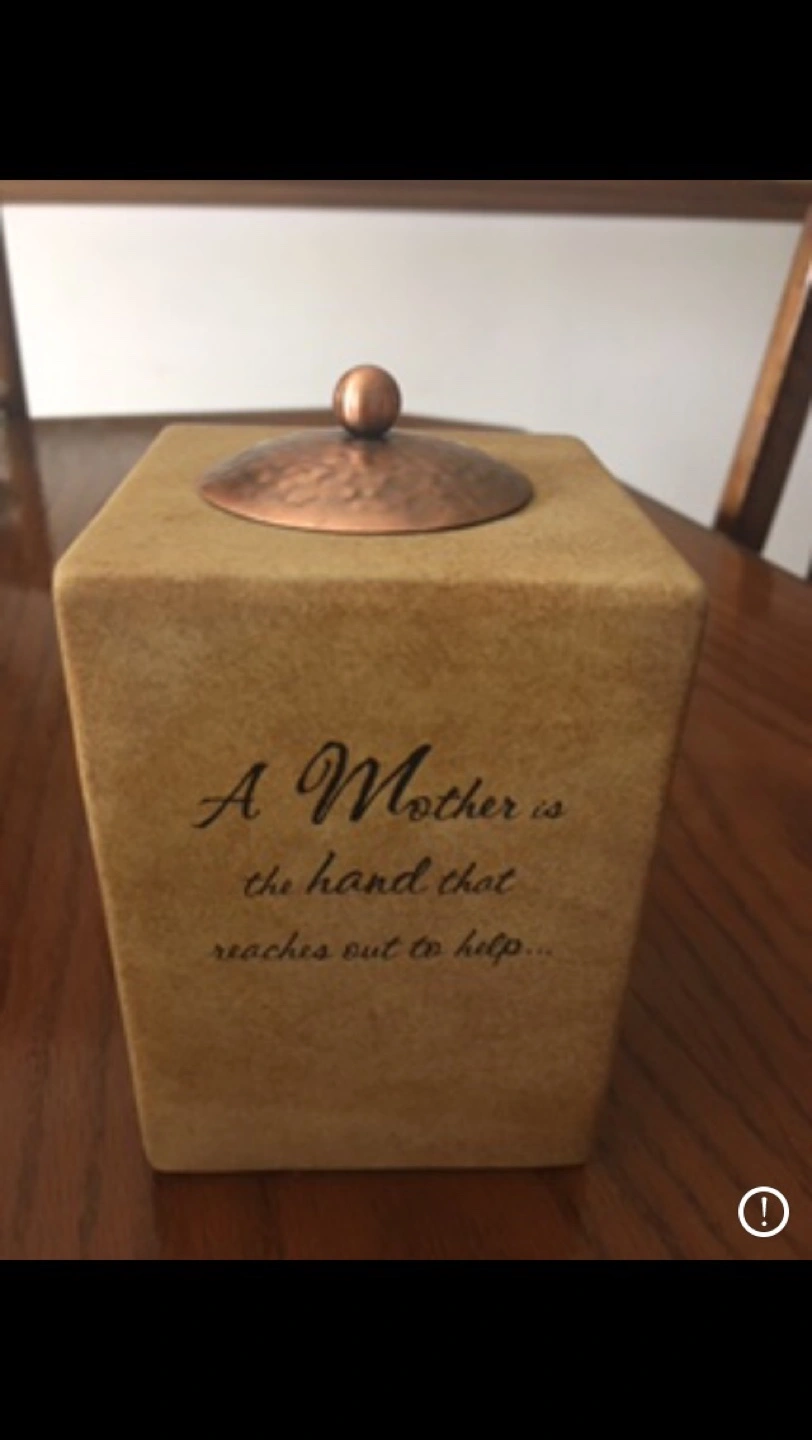 A Mother is
the hand that
reaches out to help...